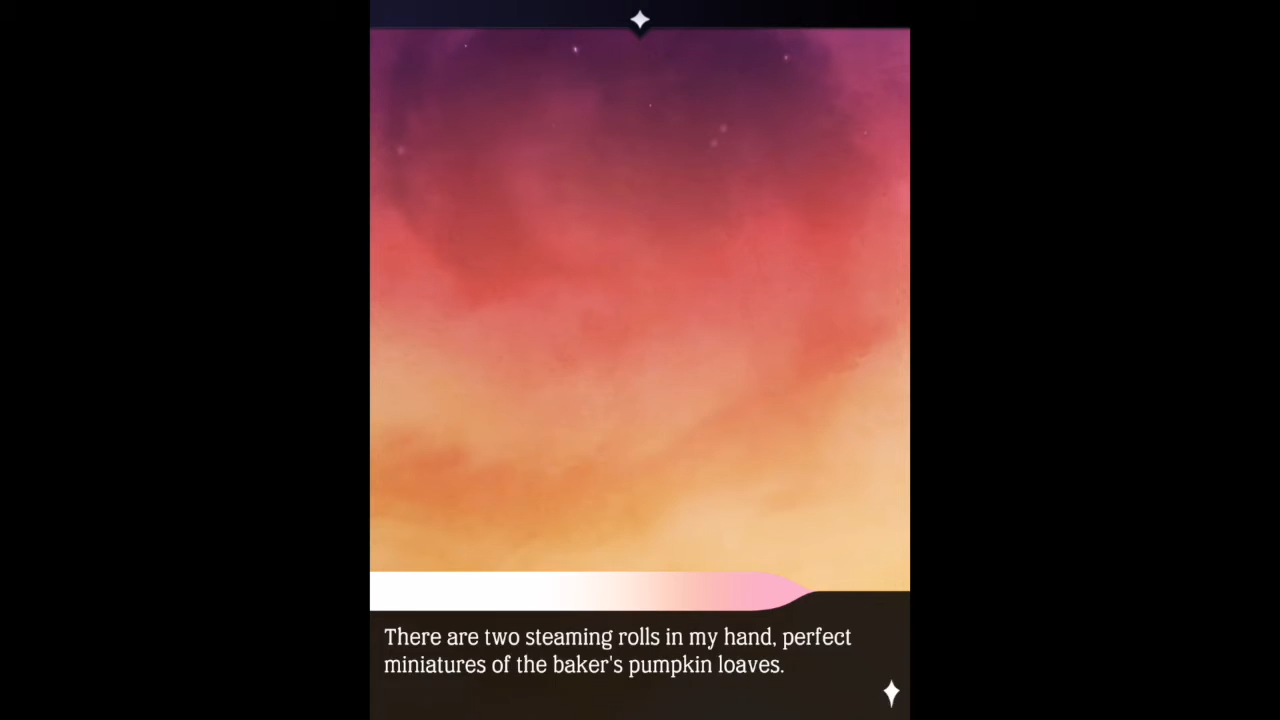 There are two steaming rolls in my hand, perfect
miniatures of the baker's pumpkin loaves.